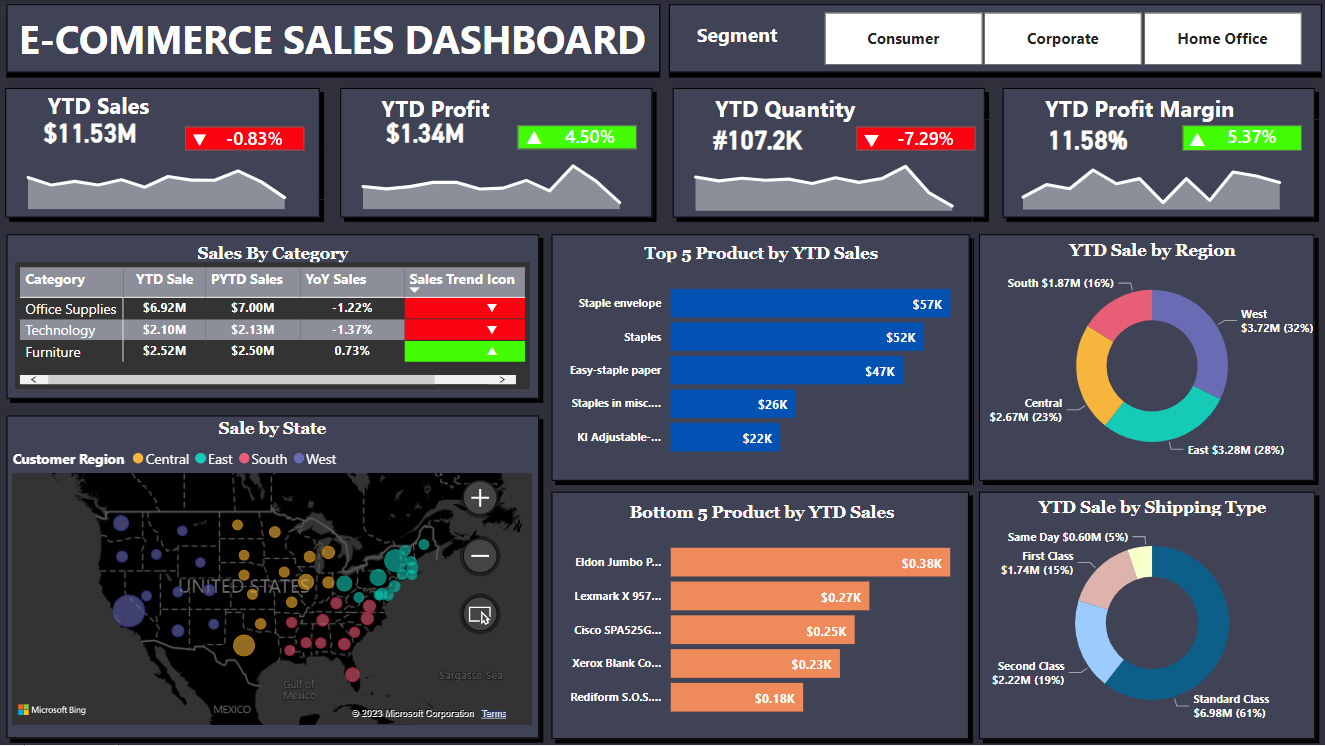 E-COMMERCE SALES DASHBOARD
Segment
Consumer
Corporate
Home Office
YTD Sales
$11.53M
▼ -0.83%
YTD Profit
$1.34M
▲ 4.50%
YTD Quantity
#107.2K
▼ -7.29%
YTD Profit Margin
11.58%
▲ 5.37%
Sales By Category
Category YTD Sale PYTD Sales YoY Sales Sales Trend Icon
Office Supplies $6.92M $7.00M -1.22% ▼
Technology $2.10M $2.13M -1.37% ▼
Furniture $2.52M $2.50M 0.73% ▲
Top 5 Product by YTD Sales
Staple envelope $57K
Staples $52K
Easy-staple paper $47K
Staples in misc.... $26K
KI Adjustable-... $22K
YTD Sale by Region
South $1.87M (16%)
West
$3.72M (32%)
Central
$2.67M (23%)
East $3.28M (28%)
Sale by State
Customer Region Central East South West
UNITED STATES
Sargasso Sea
Gulf of
Mexico
MEXICO
Microsoft Bing
© 2023 Microsoft Corporation Terms
Bottom 5 Product by YTD Sales
Eldon Jumbo P... $0.38K
Lexmark X 957... $0.27K
Cisco SPA525G... $0.25K
Xerox Blank Co... $0.23K
Rediform S.O.S.... $0.18K
YTD Sale by Shipping Type
Same Day $0.60M (5%)
First Class
$1.74M (15%)
Second Class
$2.22M (19%)
Standard Class
$6.98M (61%)